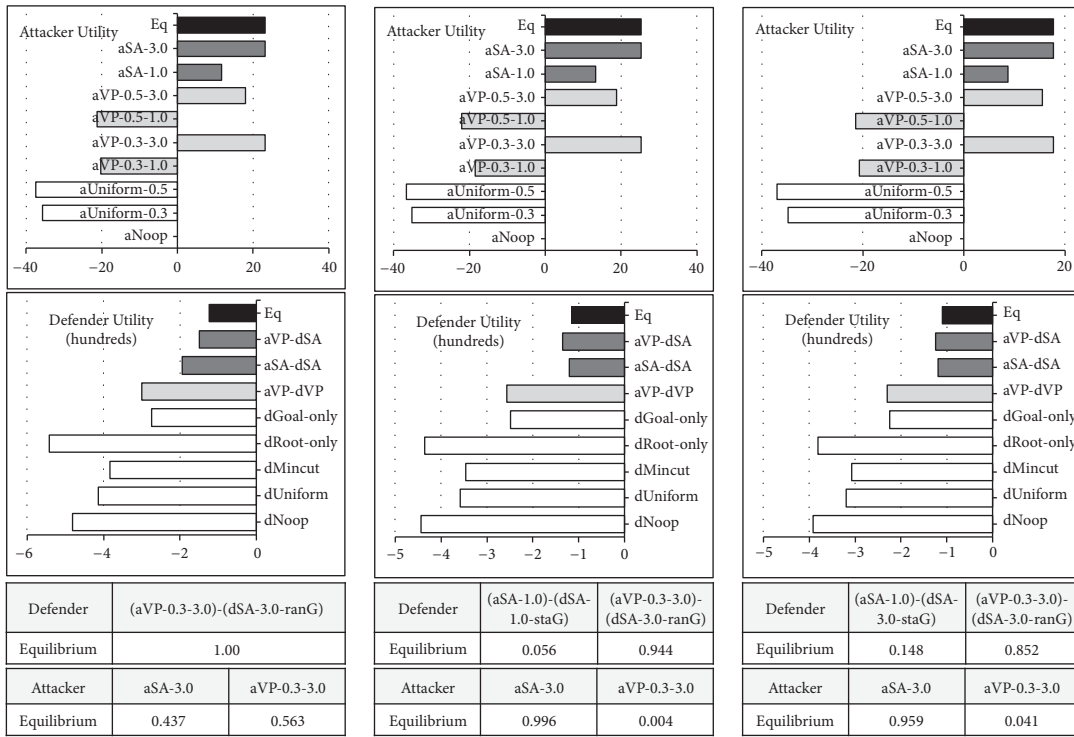 Attacker Utility
Eq
aSA-3.0
aSA-1.0
aVP-0.5-3.0
aVP-0.5-1.0
aVP-0.3-3.0
aVP-0.3-1.0
aUniform-0.5
aUniform-0.3
aNoop
−40 −20 0 20 40
Defender Utility
(hundreds)
Eq
aVP-dSA
aSA-dSA
aVP-dVP
dGoal-only
dRoot-only
dMincut
dUniform
dNoop
−6 −4 −2 0
Defender (aVP-0.3-3.0)-(dSA-3.0-ranG)
Equilibrium 1.00
Attacker aSA-3.0 aVP-0.3-3.0
Equilibrium 0.437 0.563
Attacker Utility
Eq
aSA-3.0
aSA-1.0
aVP-0.5-3.0
aVP-0.5-1.0
aVP-0.3-3.0
aVP-0.3-1.0
aUniform-0.5
aUniform-0.3
aNoop
−40 −20 0 20 40
Defender Utility
(hundreds)
Eq
aVP-dSA
aSA-dSA
aVP-dVP
dGoal-only
dRoot-only
dMincut
dUniform
dNoop
−5 −4 −3 −2 −1 0
Defender (aSA-1.0)-(dSA-1.0-staG) (aVP-0.3-3.0)-(dSA-3.0-ranG)
Equilibrium 0.056 0.944
Attacker aSA-3.0 aVP-0.3-3.0
Equilibrium 0.996 0.004
Attacker Utility
Eq
aSA-3.0
aSA-1.0
aVP-0.5-3.0
aVP-0.5-1.0
aVP-0.3-3.0
aVP-0.3-1.0
aUniform-0.5
aUniform-0.3
aNoop
−40 −20 0 20
Defender Utility
(hundreds)
Eq
aVP-dSA
aSA-dSA
aVP-dVP
dGoal-only
dRoot-only
dMincut
dUniform
dNoop
−5 −4 −3 −2 −1 0
Defender (aSA-1.0)-(dSA-3.0-staG) (aVP-0.3-3.0)-(dSA-3.0-ranG)
Equilibrium 0.148 0.852
Attacker aSA-3.0 aVP-0.3-3.0
Equilibrium 0.959 0.041